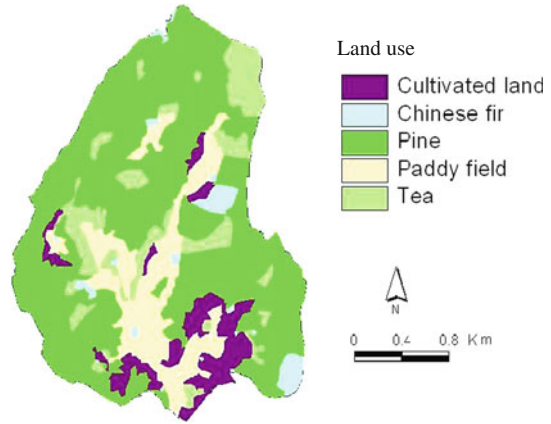 Land use
Cultivated land
Chinese fir
Pine
Paddy field
Tea
N
0 0.4 0.8 Km